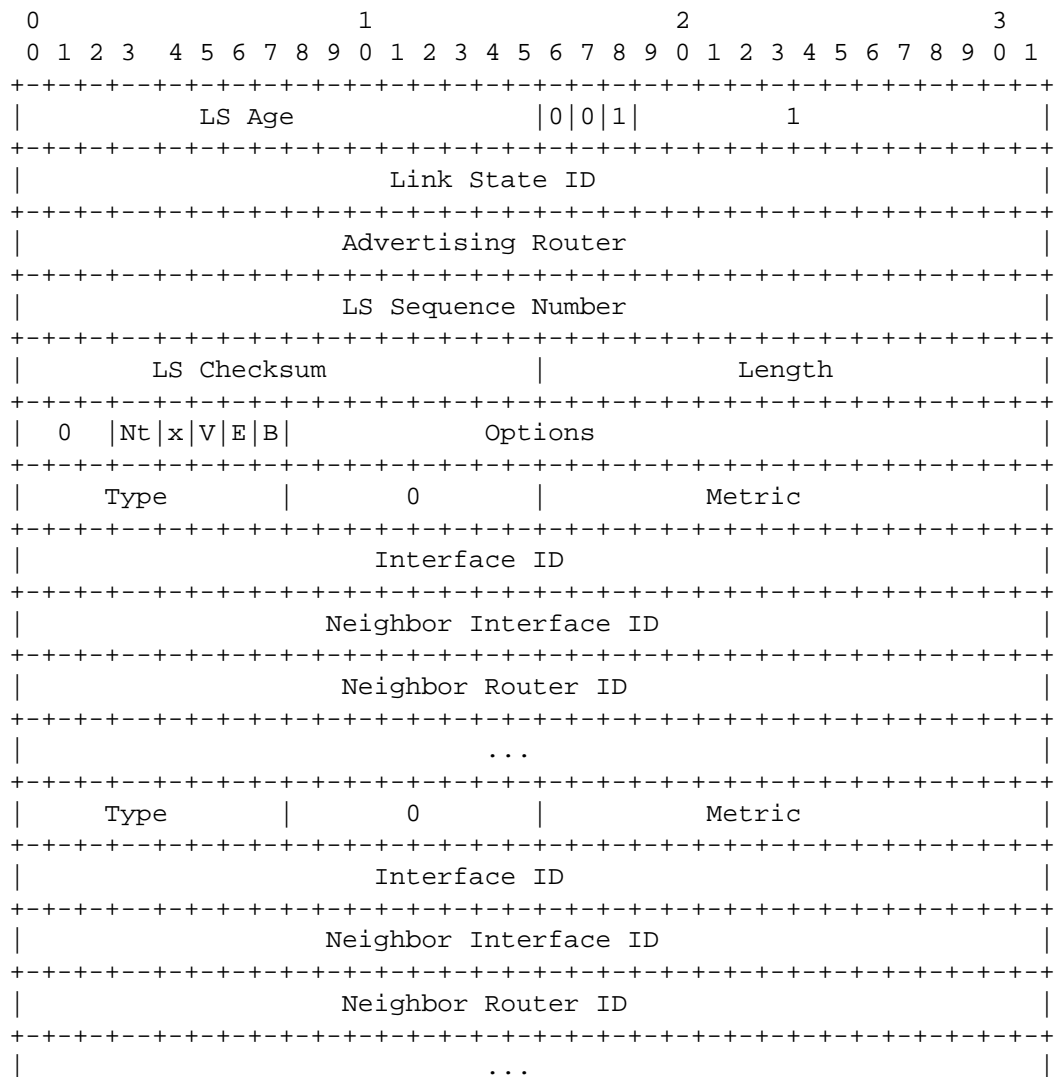 0                   1                   2                   3
0 1 2 3  4 5 6 7 8 9 0 1 2 3 4 5 6 7 8 9 0 1 2 3 4 5 6 7 8 9 0 1
+-+-+-+--+-+-+-+-+-+-+-+-+-+-+-+-+-+-+-+-+-+-+-+-+-+-+-+-+-+-+-+
|           LS Age               |0|0|1|         1               |
+-+-+-+--+-+-+-+-+-+-+-+-+-+-+-+-+-+-+-+-+-+-+-+-+-+-+-+-+-+-+-+
|                       Link State ID                            |
+-+-+-+--+-+-+-+-+-+-+-+-+-+-+-+-+-+-+-+-+-+-+-+-+-+-+-+-+-+-+-+
|                    Advertising Router                          |
+-+-+-+--+-+-+-+-+-+-+-+-+-+-+-+-+-+-+-+-+-+-+-+-+-+-+-+-+-+-+-+
|                    LS Sequence Number                          |
+-+-+-+--+-+-+-+-+-+-+-+-+-+-+-+-+-+-+-+-+-+-+-+-+-+-+-+-+-+-+-+
|        LS Checksum             |            Length             |
+-+-+-+--+-+-+-+-+-+-+-+-+-+-+-+-+-+-+-+-+-+-+-+-+-+-+-+-+-+-+-+
|  0  |Nt|x|V|E|B|            Options                            |
+-+-+-+--+-+-+-+-+-+-+-+-+-+-+-+-+-+-+-+-+-+-+-+-+-+-+-+-+-+-+-+
|     Type       |       0       |          Metric               |
+-+-+-+--+-+-+-+-+-+-+-+-+-+-+-+-+-+-+-+-+-+-+-+-+-+-+-+-+-+-+-+
|                      Interface ID                              |
+-+-+-+--+-+-+-+-+-+-+-+-+-+-+-+-+-+-+-+-+-+-+-+-+-+-+-+-+-+-+-+
|                   Neighbor Interface ID                        |
+-+-+-+--+-+-+-+-+-+-+-+-+-+-+-+-+-+-+-+-+-+-+-+-+-+-+-+-+-+-+-+
|                    Neighbor Router ID                          |
+-+-+-+--+-+-+-+-+-+-+-+-+-+-+-+-+-+-+-+-+-+-+-+-+-+-+-+-+-+-+-+
|                             ...                                |
+-+-+-+--+-+-+-+-+-+-+-+-+-+-+-+-+-+-+-+-+-+-+-+-+-+-+-+-+-+-+-+
|     Type       |       0       |          Metric               |
+-+-+-+--+-+-+-+-+-+-+-+-+-+-+-+-+-+-+-+-+-+-+-+-+-+-+-+-+-+-+-+
|                      Interface ID                              |
+-+-+-+--+-+-+-+-+-+-+-+-+-+-+-+-+-+-+-+-+-+-+-+-+-+-+-+-+-+-+-+
|                   Neighbor Interface ID                        |
+-+-+-+--+-+-+-+-+-+-+-+-+-+-+-+-+-+-+-+-+-+-+-+-+-+-+-+-+-+-+-+
|                    Neighbor Router ID                          |
+-+-+-+--+-+-+-+-+-+-+-+-+-+-+-+-+-+-+-+-+-+-+-+-+-+-+-+-+-+-+-+
|                             ...                                |